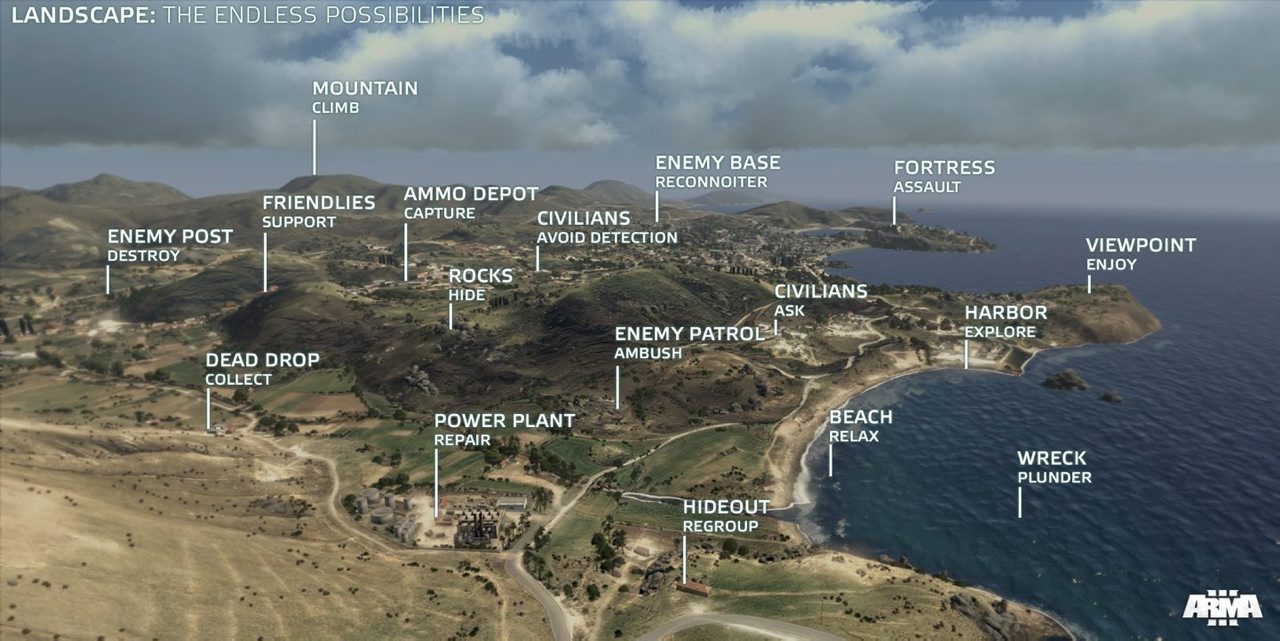 LANDSCAPE: THE ENDLESS POSSIBILITIES
MOUNTAIN
CLIMB
ENEMY BASE
RECONNOITER
FORTRESS
ASSAULT
FRIENDLIES
SUPPORT
AMMO DEPOT
CAPTURE
CIVILIANS
AVOID DETECTION
ENEMY POST
DESTROY
VIEWPOINT
ENJOY
ROCKS
HIDE
CIVILIANS
ASK
HARBOR
EXPLORE
ENEMY PATROL
AMBUSH
DEAD DROP
COLLECT
POWER PLANT
REPAIR
BEACH
RELAX
WRECK
PLUNDER
HIDEOUT
REGROUP
ARMA
III